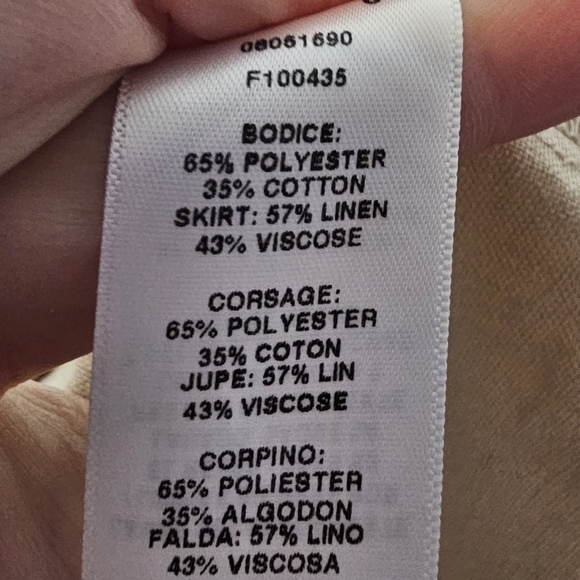 08061690
F100435
BODICE:
65% POLYESTER
35% COTTON
SKIRT: 57% LINEN
43% VISCOSE
CORSAGE:
65% POLYESTER
35% COTON
JUPE: 57% LIN
43% VISCOSE
CORPINO:
65% POLIESTER
35% ALGODON
FALDA: 57% LINO
43% VISCOSA